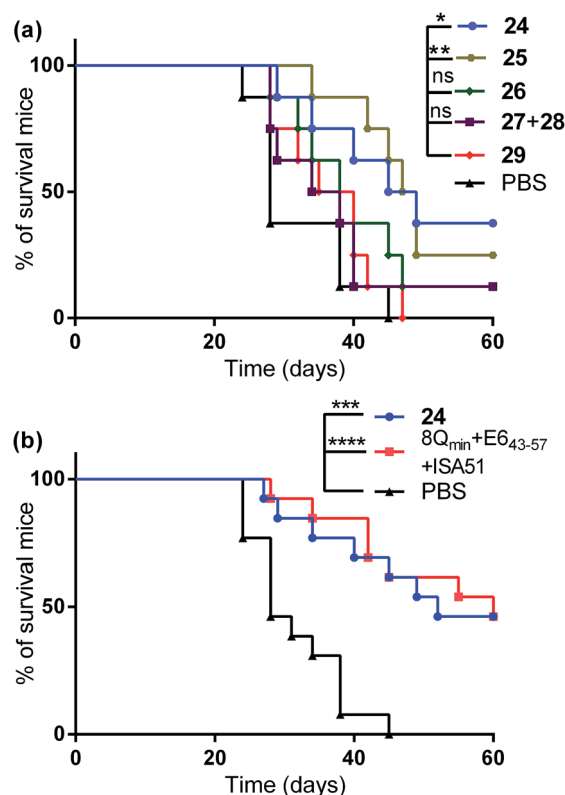 (a)
* 24
** 25
ns 26
ns 27+28
29
PBS
% of survival mice
100
50
0
0 20 40 60
Time (days)
(b)
*** 24
**** 8Qmin+E643-57
+ISA51
PBS
% of survival mice
100
50
0
0 20 40 60
Time (days)